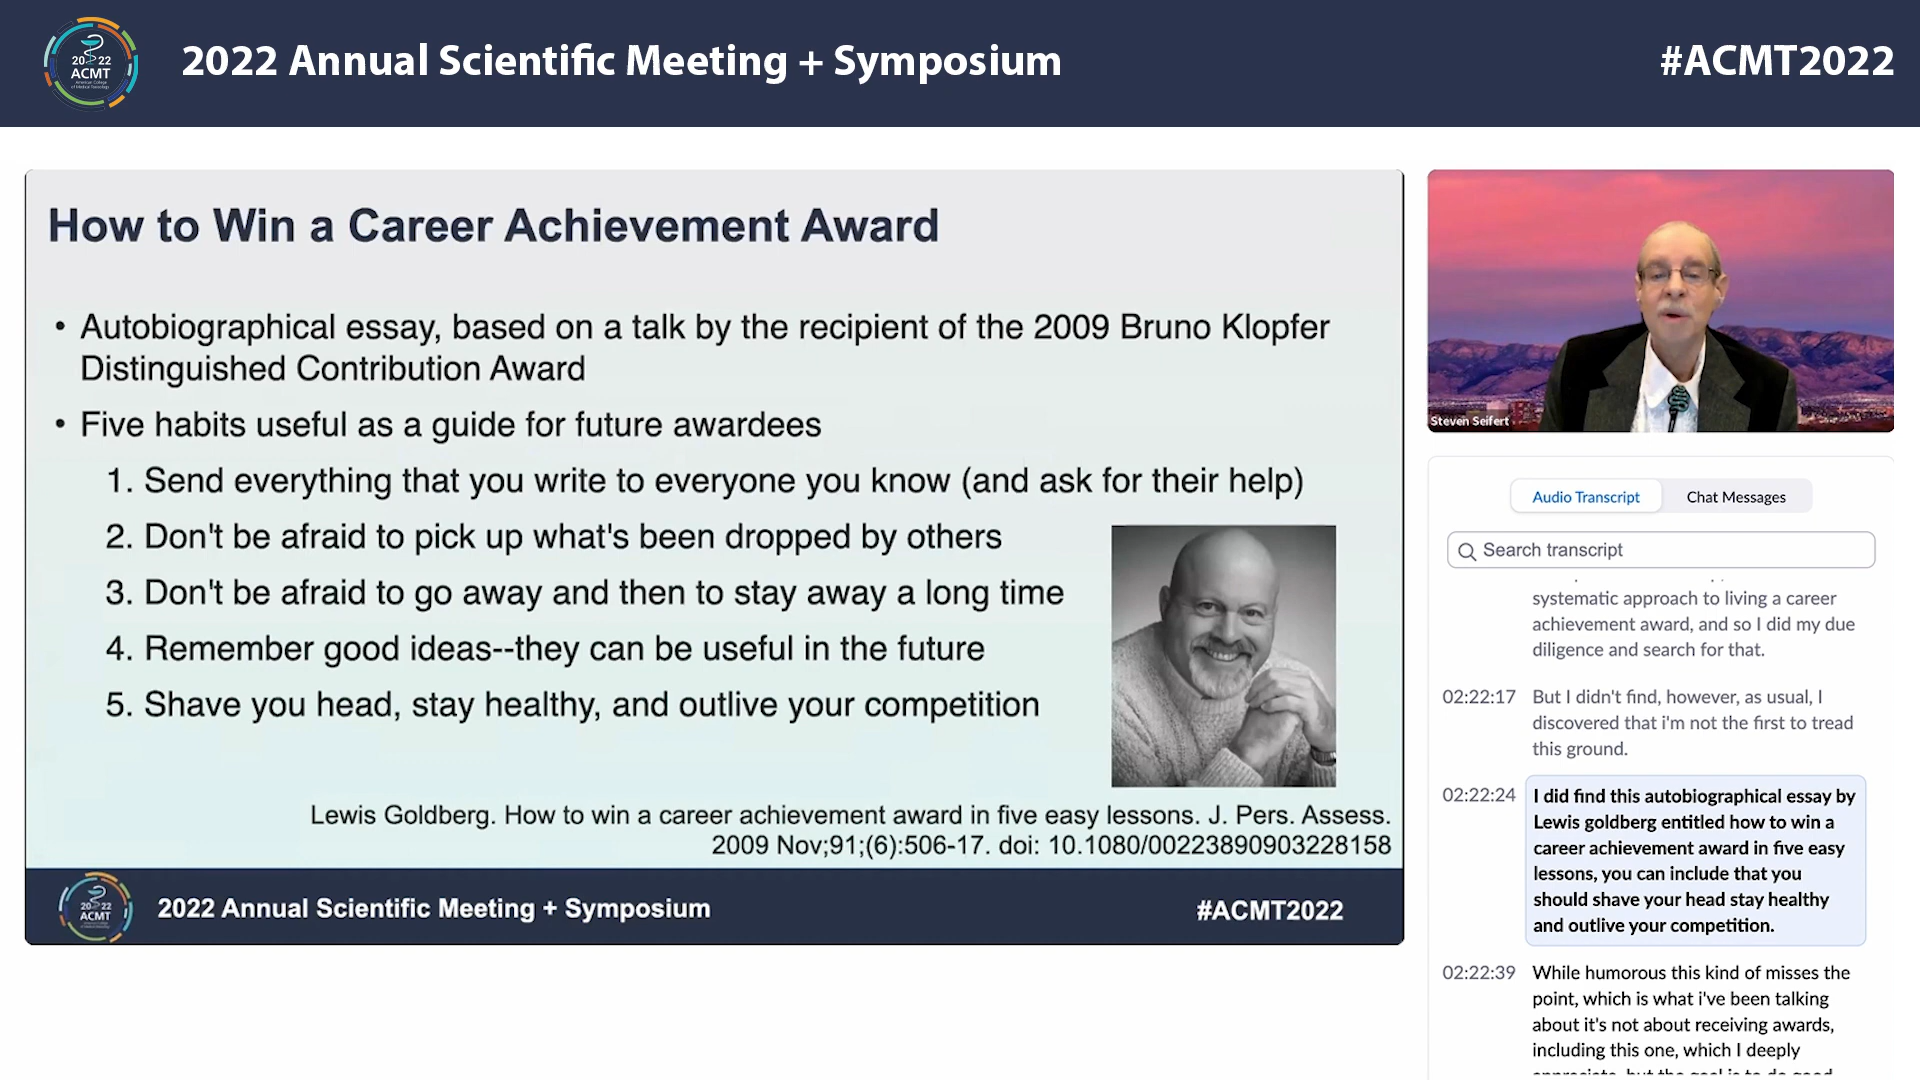 20 22
ACMT
American College
of Medical Toxicology
2022 Annual Scientific Meeting + Symposium
#ACMT2022
How to Win a Career Achievement Award
• Autobiographical essay, based on a talk by the recipient of the 2009 Bruno Klopfer
Distinguished Contribution Award
• Five habits useful as a guide for future awardees
1. Send everything that you write to everyone you know (and ask for their help)
2. Don't be afraid to pick up what's been dropped by others
3. Don't be afraid to go away and then to stay away a long time
4. Remember good ideas--they can be useful in the future
5. Shave you head, stay healthy, and outlive your competition
Lewis Goldberg. How to win a career achievement award in five easy lessons. J. Pers. Assess.
2009 Nov;91;(6):506-17. doi: 10.1080/00223890903228158
20 22
ACMT
2022 Annual Scientific Meeting + Symposium
#ACMT2022
Steven Seifert
Audio Transcript
Chat Messages
Search transcript
systematic approach to living a career
achievement award, and so I did my due
diligence and search for that.
02:22:17 But I didn't find, however, as usual, I
discovered that i'm not the first to tread
this ground.
02:22:24 I did find this autobiographical essay by
Lewis goldberg entitled how to win a
career achievement award in five easy
lessons, you can include that you
should shave your head stay healthy
and outlive your competition.
02:22:39 While humorous this kind of misses the
point, which is what i've been talking
about it's not about receiving awards,
including this one, which I deeply